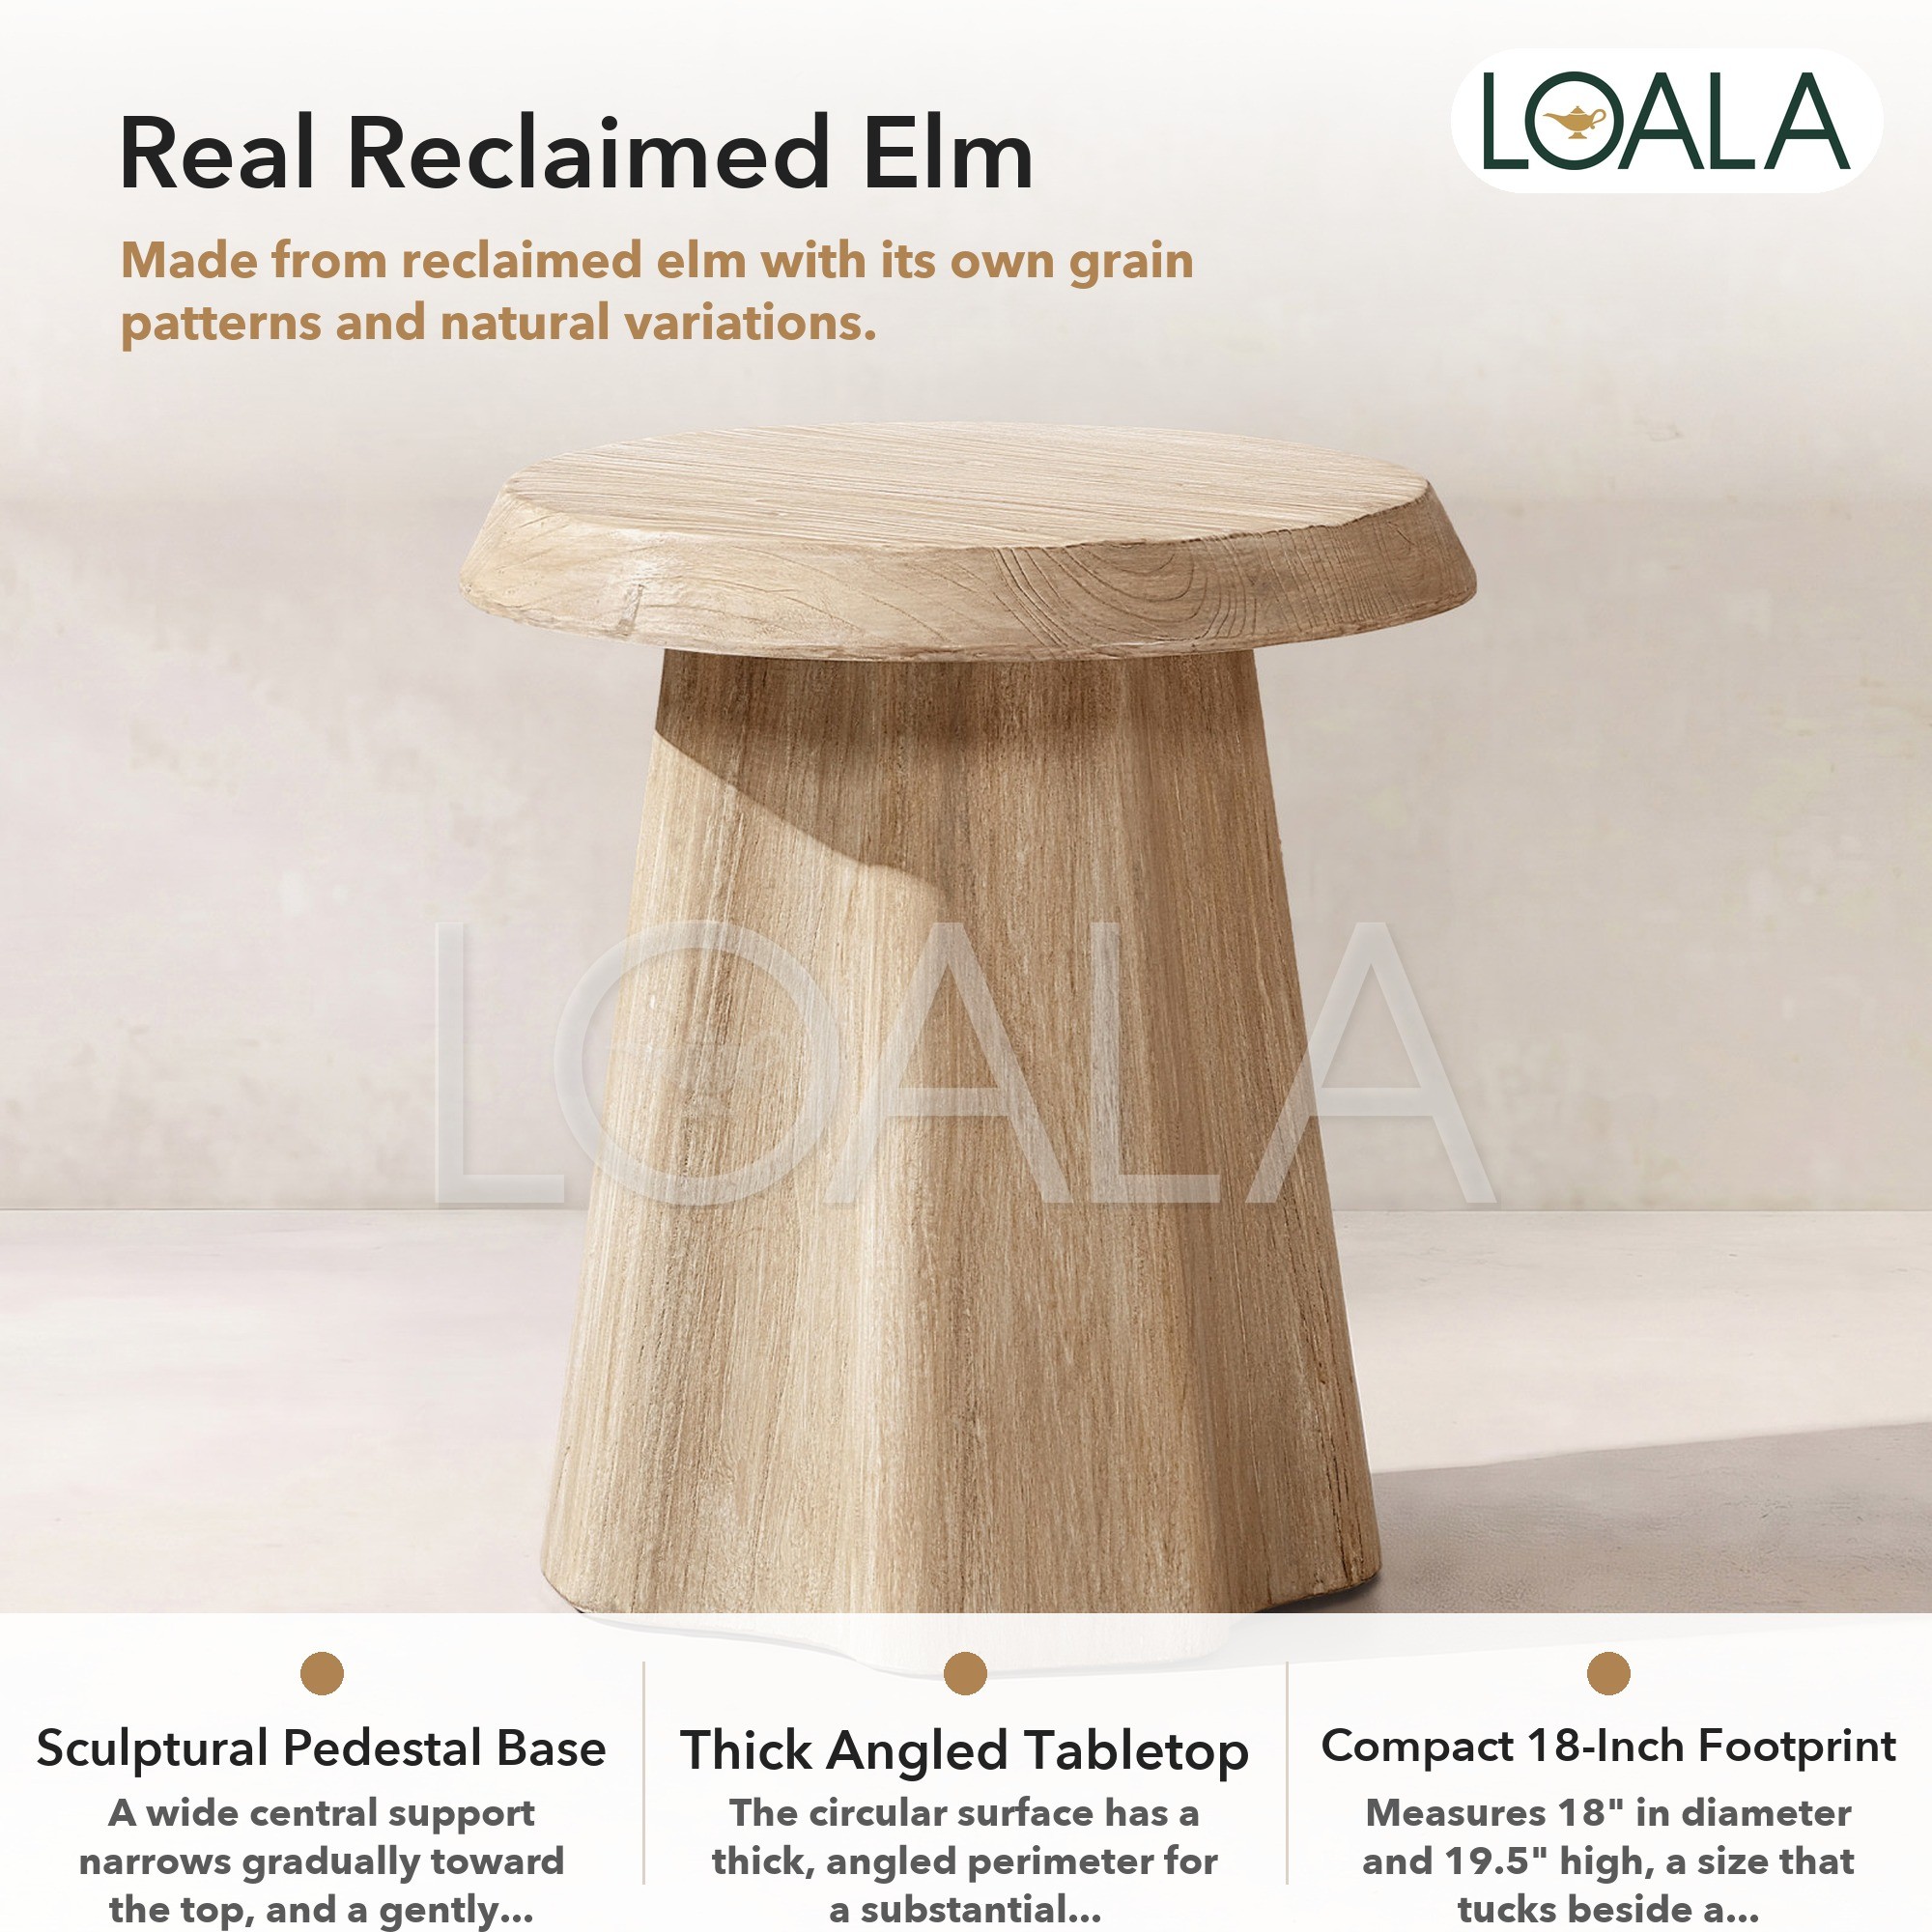 LOALA
Real Reclaimed Elm
Made from reclaimed elm with its own grain
patterns and natural variations.
LOALA
Sculptural Pedestal Base
A wide central support
narrows gradually toward
the top, and a gently...
Thick Angled Tabletop
The circular surface has a
thick, angled perimeter for
a substantial...
Compact 18-Inch Footprint
Measures 18" in diameter
and 19.5" high, a size that
tucks beside a...